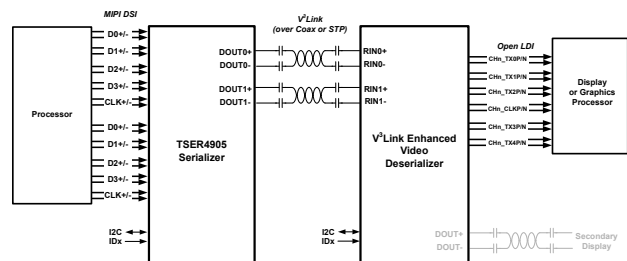 MIPI DSI
V³Link
(over Coax or STP)
Open LDI
Processor
D0+/-
D1+/-
D2+/-
D3+/-
CLK+/-
D0+/-
D1+/-
D2+/-
D3+/-
CLK+/-
I2C
IDx
TSER4905
Serializer
DOUT0+
DOUT0-
DOUT1+
DOUT1-
RIN0+
RIN0-
RIN1+
RIN1-
V³Link Enhanced
Video
Deserializer
I2C
IDx
CHn_TX0P/N
CHn_TX1P/N
CHn_TX2P/N
CHn_CLKP/N
CHn_TX3P/N
CHn_TX4P/N
Display
or Graphics
Processor
DOUT+
DOUT-
Secondary
Display